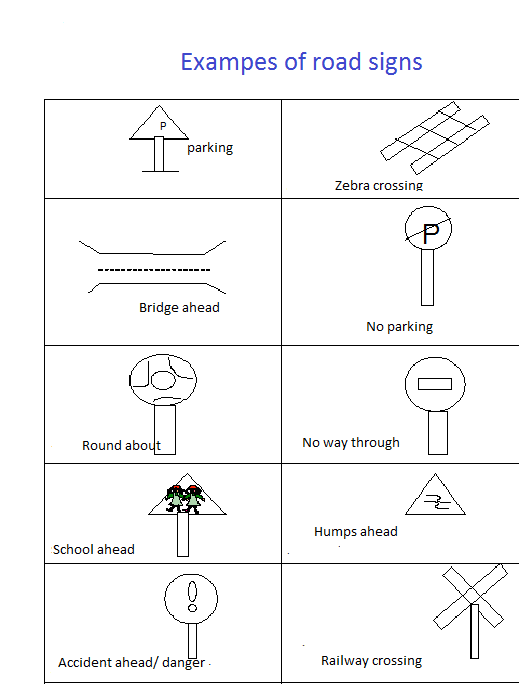 Exampes of road signs
P
parking
Zebra crossing
Bridge ahead
P
No parking
Round about
No way through
School ahead
Humps ahead
!
Accident ahead/ danger .
Railway crossing